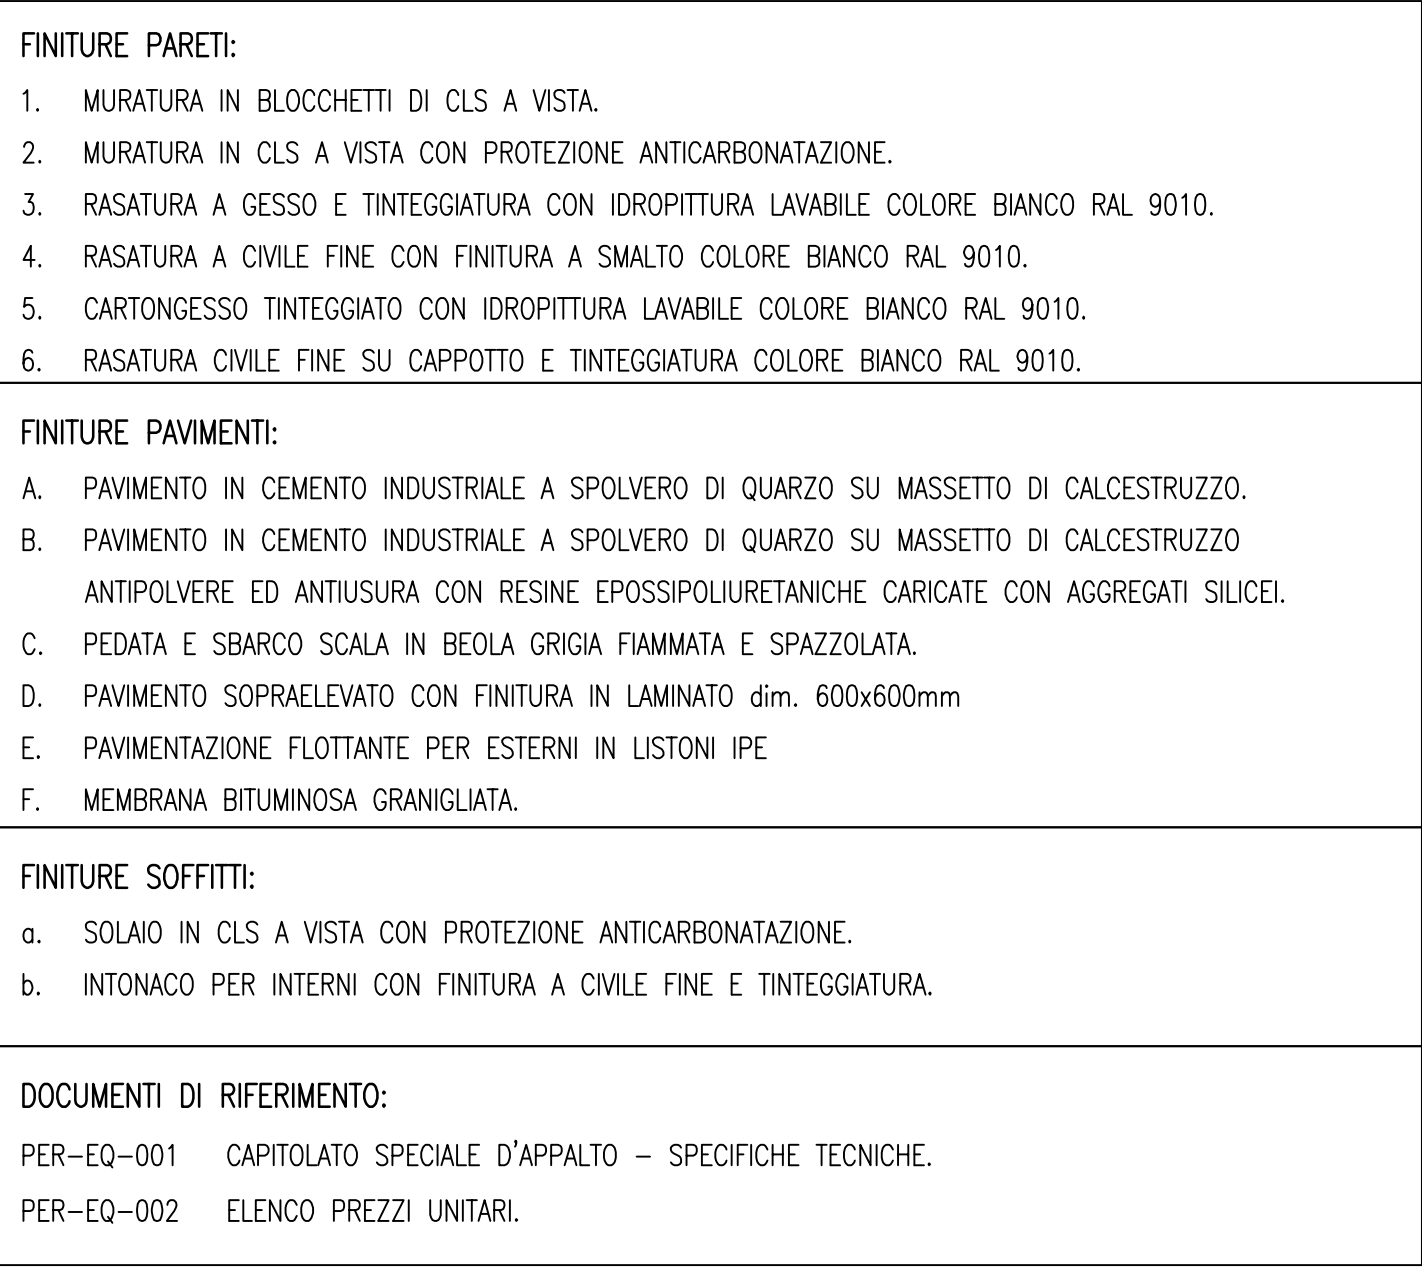 FINITURE PARETI:
1. MURATURA IN BLOCCHETTI DI CLS A VISTA.
2. MURATURA IN CLS A VISTA CON PROTEZIONE ANTICARBONATAZIONE.
3. RASATURA A GESSO E TINTEGGIATURA CON IDROPITTURA LAVABILE COLORE BIANCO RAL 9010.
4. RASATURA A CIVILE FINE CON FINITURA A SMALTO COLORE BIANCO RAL 9010.
5. CARTONGESSO TINTEGGIATO CON IDROPITTURA LAVABILE COLORE BIANCO RAL 9010.
6. RASATURA CIVILE FINE SU CAPPOTTO E TINTEGGIATURA COLORE BIANCO RAL 9010.
FINITURE PAVIMENTI:
A. PAVIMENTO IN CEMENTO INDUSTRIALE A SPOLVERO DI QUARZO SU MASSETTO DI CALCESTRUZZO.
B. PAVIMENTO IN CEMENTO INDUSTRIALE A SPOLVERO DI QUARZO SU MASSETTO DI CALCESTRUZZO
ANTIPOLVERE ED ANTIUSURA CON RESINE EPOSSIPOLIURETANICHE CARICATE CON AGGREGATI SILICEI.
C. PEDATA E SBARCO SCALA IN BEOLA GRIGIA FIAMMATA E SPAZZOLATA.
D. PAVIMENTO SOPRAELEVATO CON FINITURA IN LAMINATO dim. 600x600mm
E. PAVIMENTAZIONE FLOTTANTE PER ESTERNI IN LISTONI IPE
F. MEMBRANA BITUMINOSA GRANIGLIATA.
FINITURE SOFFITTI:
a. SOLAIO IN CLS A VISTA CON PROTEZIONE ANTICARBONATAZIONE.
b. INTONACO PER INTERNI CON FINITURA A CIVILE FINE E TINTEGGIATURA.
DOCUMENTI DI RIFERIMENTO:
PER-EQ-001 CAPITOLATO SPECIALE D'APPALTO - SPECIFICHE TECNICHE.
PER-EQ-002 ELENCO PREZZI UNITARI.